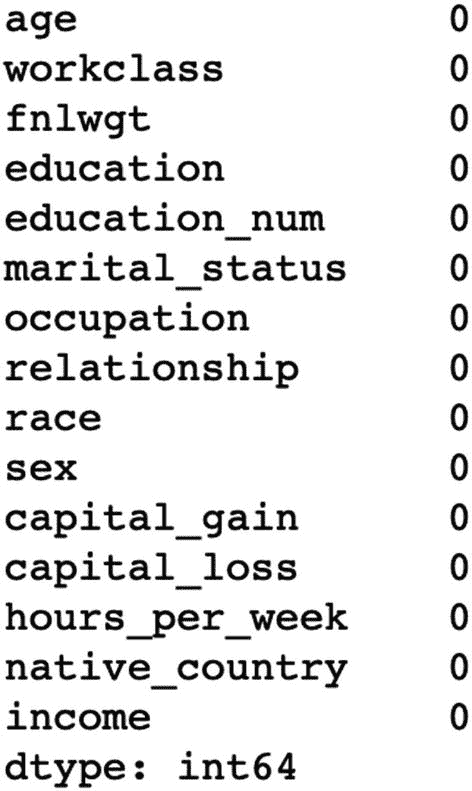 age 0
workclass 0
fnlwgt 0
education 0
education_num 0
marital_status 0
occupation 0
relationship 0
race 0
sex 0
capital_gain 0
capital_loss 0
hours_per_week 0
native_country 0
income 0
dtype: int64